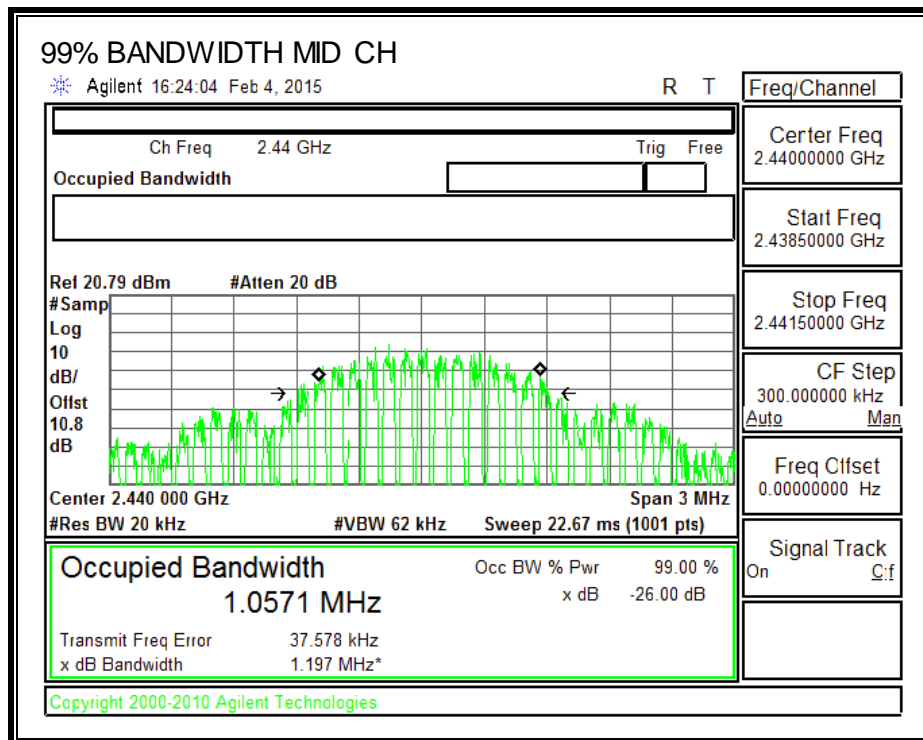 99% BANDWIDTH MID CH
Agilent 16:24:04 Feb 4, 2015 R T
Freq/Channel
Ch Freq 2.44 GHz Trig Free
Occupied Bandwidth
Center Freq
2.44000000 GHz
Start Freq
2.43850000 GHz
Stop Freq
2.44150000 GHz
CF Step
300.000000 kHz
Auto Man
Freq Offset
0.00000000 Hz
Signal Track
On Off
Ref 20.79 dBm #Atten 20 dB
#Samp
Log
10
dB/
Offst
10.8
dB
Center 2.440 000 GHz Span 3 MHz
#Res BW 20 kHz #VBW 62 kHz Sweep 22.67 ms (1001 pts)
Occupied Bandwidth
1.0571 MHz
Occ BW % Pwr 99.00 %
x dB -26.00 dB
Transmit Freq Error 37.578 kHz
x dB Bandwidth 1.197 MHz*
Copyright 2000-2010 Agilent Technologies